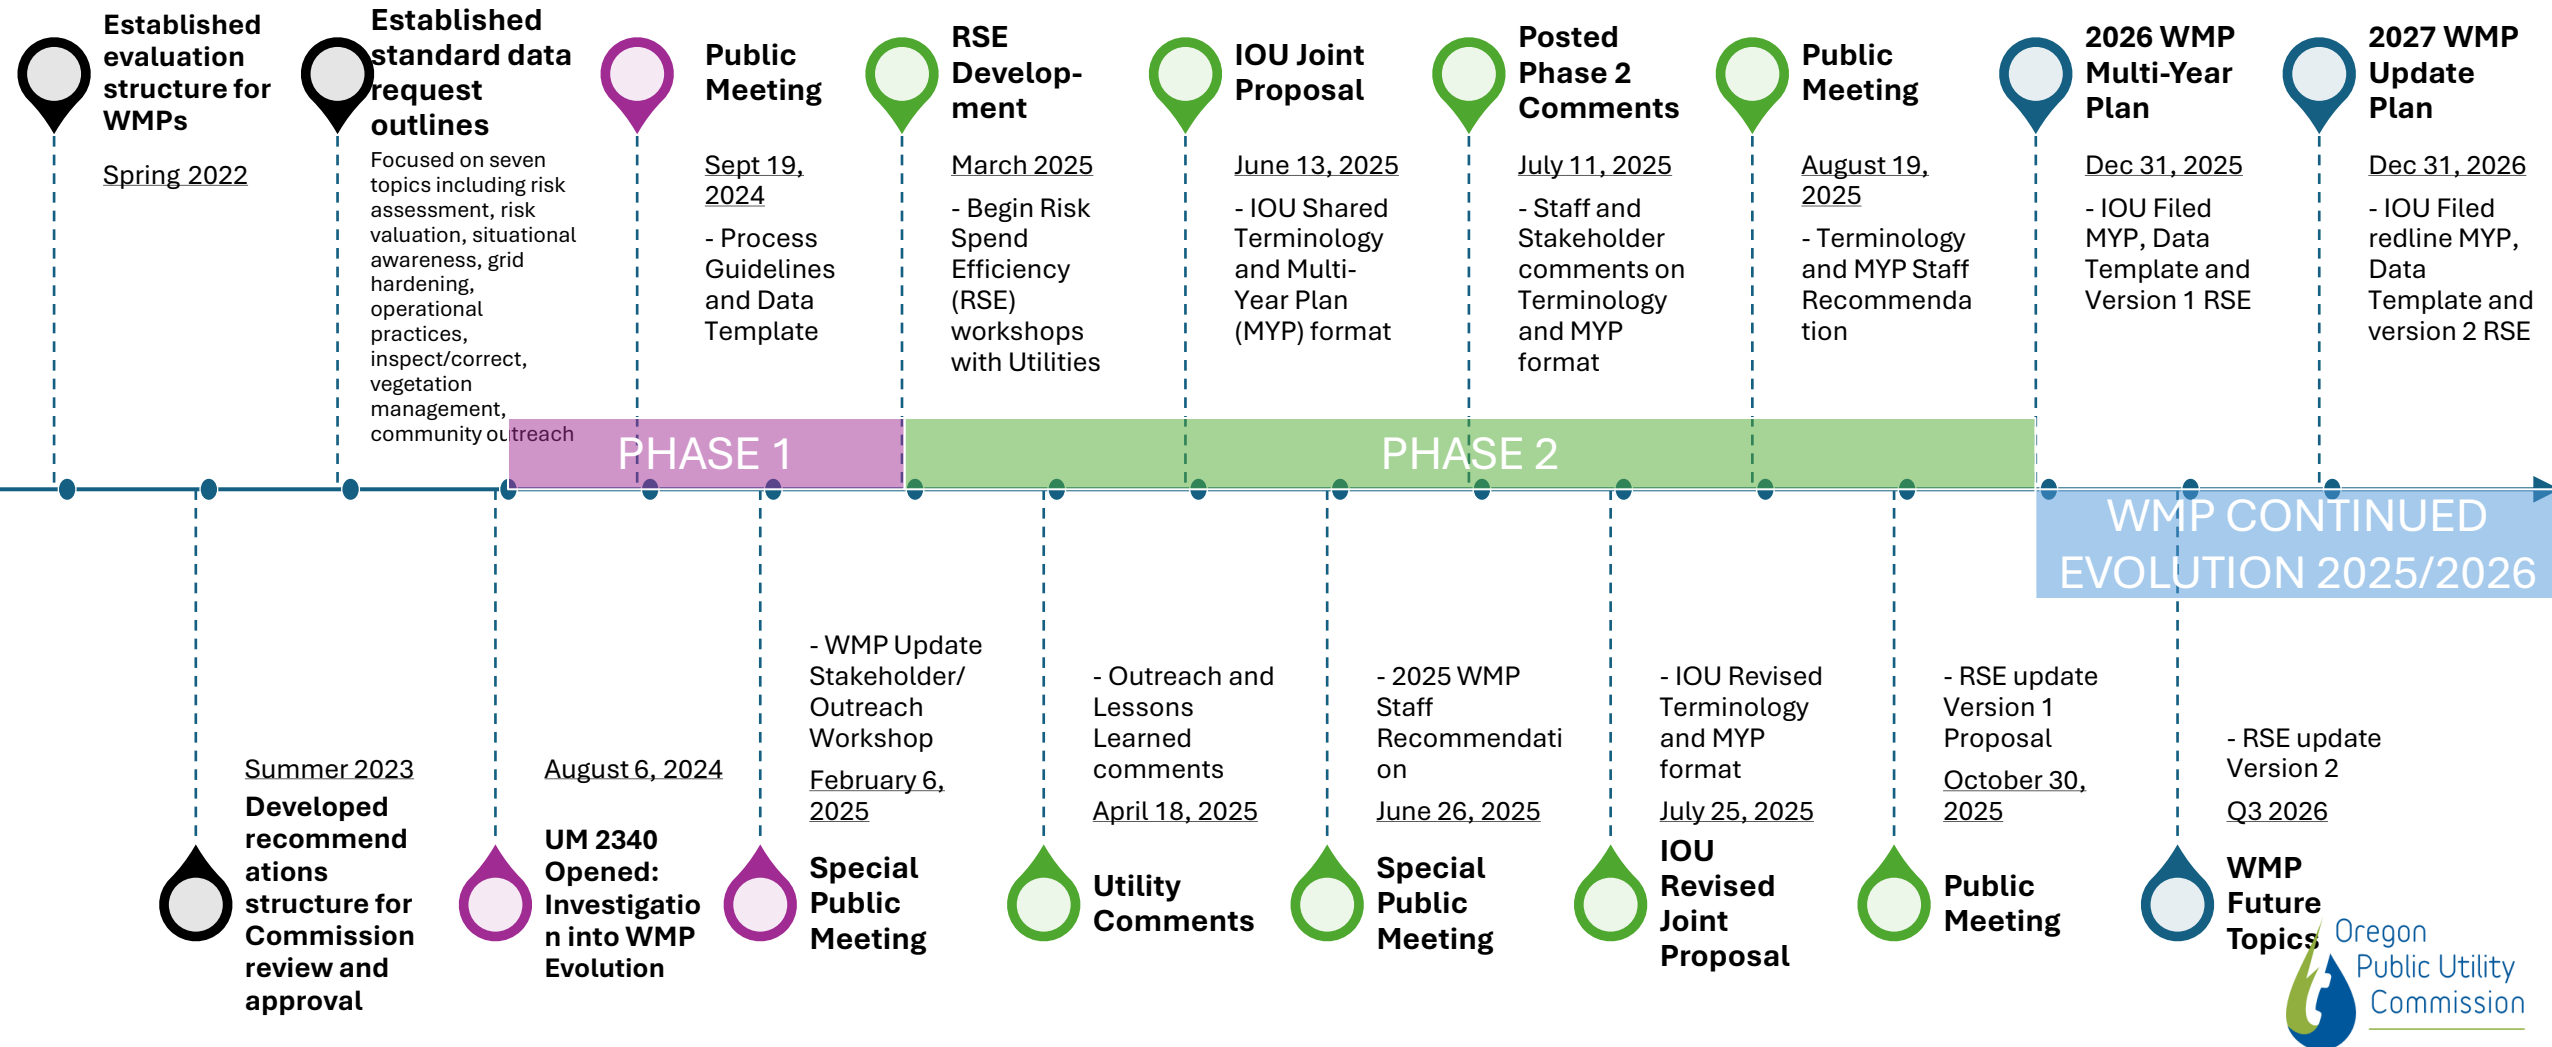 Established
evaluation
structure for
WMPs
Spring 2022
Established
standard data
request
outlines
Focused on seven
topics including risk
assessment, risk
valuation, situational
awareness, grid
hardening,
operational
practices,
inspect/correct,
vegetation
management,
community outreach
Public
Meeting
Sept 19,
2024
- Process
Guidelines
and Data
Template
RSE
Develop-
ment
March 2025
- Begin Risk
Spend
Efficiency
(RSE)
workshops
with Utilities
IOU Joint
Proposal
June 13, 2025
- IOU Shared
Terminology
and Multi-
Year Plan
(MYP) format
Posted
Phase 2
Comments
July 11, 2025
- Staff and
Stakeholder
comments on
Terminology
and MYP
format
Public
Meeting
August 19,
2025
- Terminology
and MYP Staff
Recommenda
tion
2026 WMP
Multi-Year
Plan
Dec 31, 2025
- IOU Filed
MYP, Data
Template and
Version 1 RSE
2027 WMP
Update
Plan
Dec 31, 2026
- IOU Filed
redline MYP,
Data
Template and
version 2 RSE
PHASE 1
PHASE 2
WMP CONTINUED
EVOLUTION 2025/2026
Summer 2023
Developed
recommend
ations
structure for
Commission
review and
approval
August 6, 2024
UM 2340
Opened:
Investigatio
n into WMP
Evolution
- WMP Update
Stakeholder/
Outreach
Workshop
February 6,
2025
Special
Public
Meeting
- Outreach and
Lessons
Learned
comments
April 18, 2025
Utility
Comments
- 2025 WMP
Staff
Recommendati
on
June 26, 2025
Special
Public
Meeting
- IOU Revised
Terminology
and MYP
format
July 25, 2025
IOU
Revised
Joint
Proposal
- RSE update
Version 1
Proposal
October 30,
2025
Public
Meeting
- RSE update
Version 2
Q3 2026
WMP
Future
Topics
Oregon
Public Utility
Commission